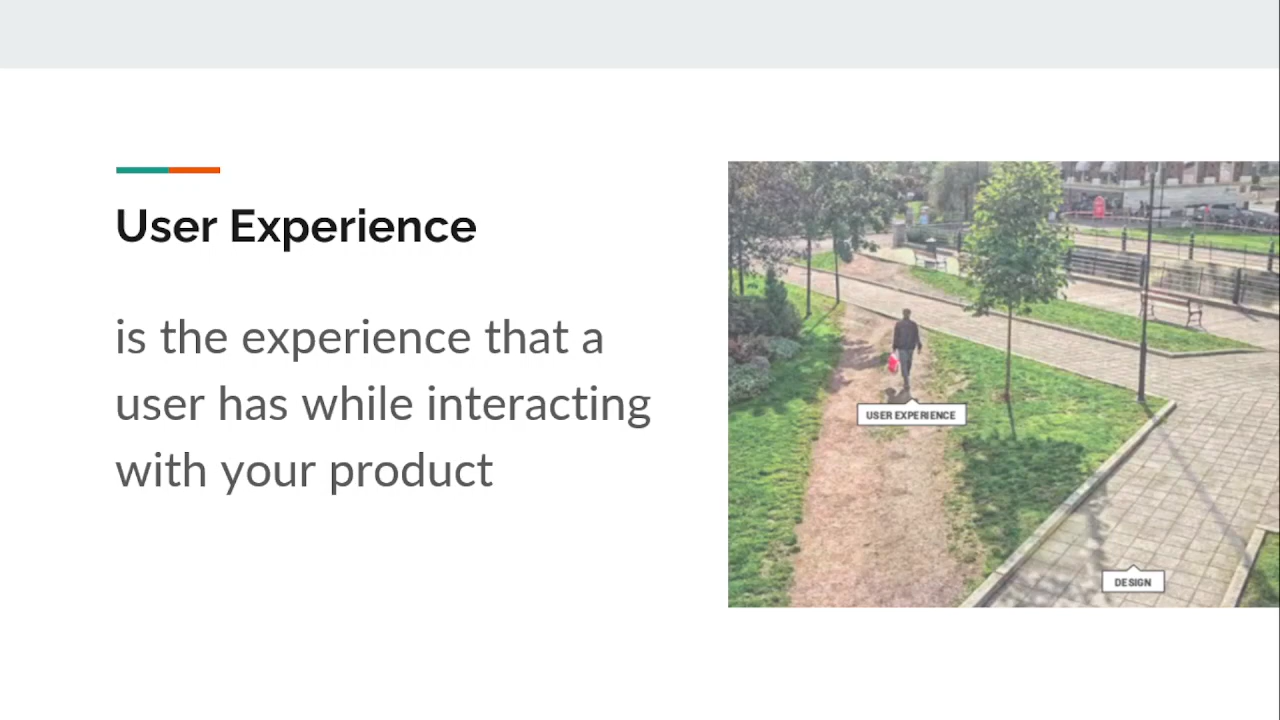 User Experience
is the experience that a
user has while interacting
with your product
USER EXPERIENCE
DESIGN